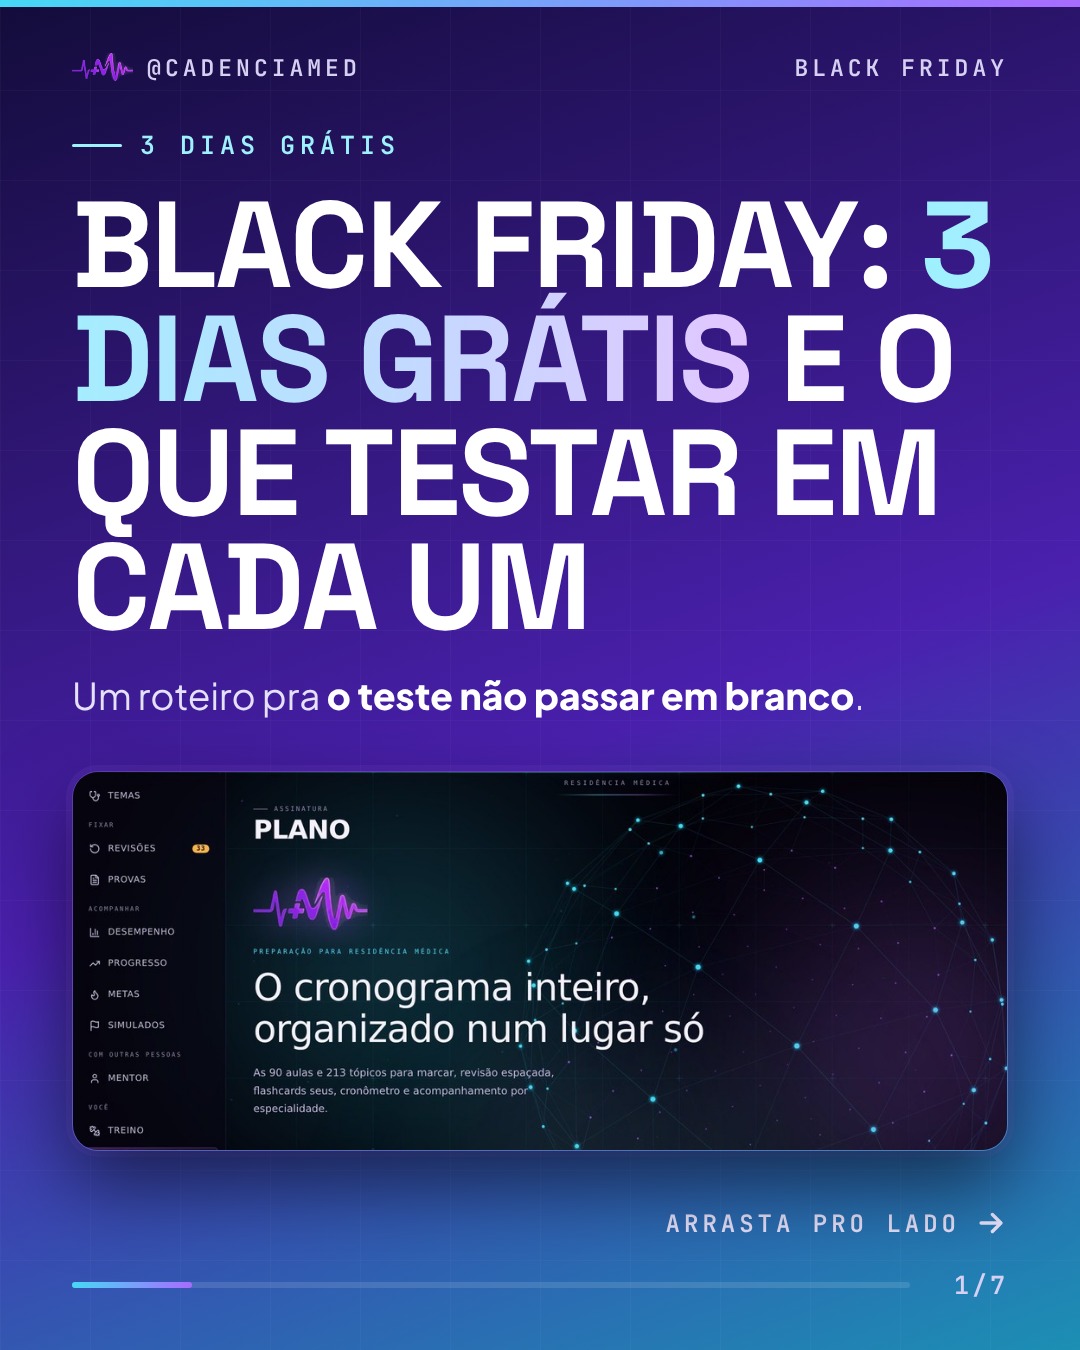 @CADENCIAMED
BLACK FRIDAY
3 DIAS GRÁTIS
BLACK FRIDAY: 3
DIAS GRÁTIS E O
QUE TESTAR EM
CADA UM
Um roteiro pra o teste não passar em branco.
RESIDÊNCIA MÉDICA
TEMAS
FIXAR
REVISÕES 33
PROVAS
ACOMPANHAR
DESEMPENHO
PROGRESSO
METAS
SIMULADOS
COM OUTRAS PESSOAS
MENTOR
VOCÊ
TREINO
ASSINATURA
PLANO
PREPARAÇÃO PARA RESIDÊNCIA MÉDICA
O cronograma inteiro,
organizado num lugar só
As 90 aulas e 213 tópicos para marcar, revisão espaçada,
flashcards seus, cronômetro e acompanhamento por
especialidade.
ARRASTA PRO LADO →
1/7